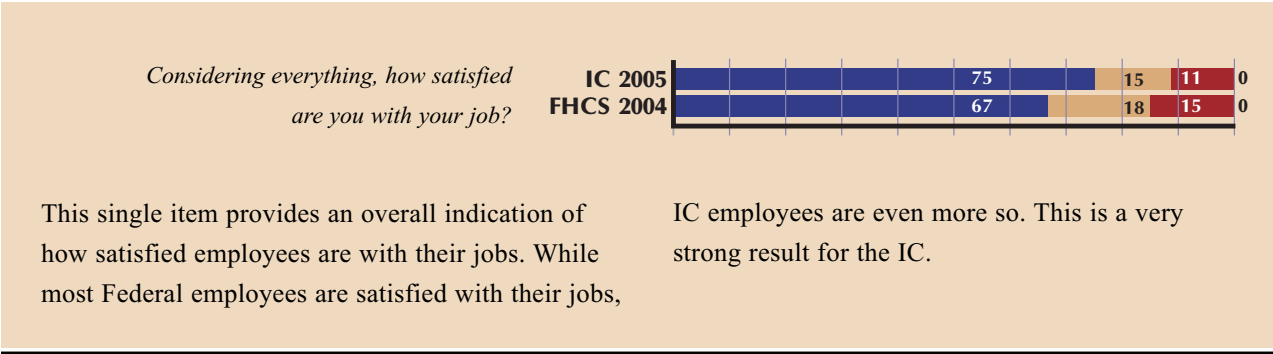 Considering everything, how satisfied
are you with your job?
IC 2005 75 15 11 0
FHCS 2004 67 18 15 0
This single item provides an overall indication of
how satisfied employees are with their jobs. While
most Federal employees are satisfied with their jobs,
IC employees are even more so. This is a very
strong result for the IC.